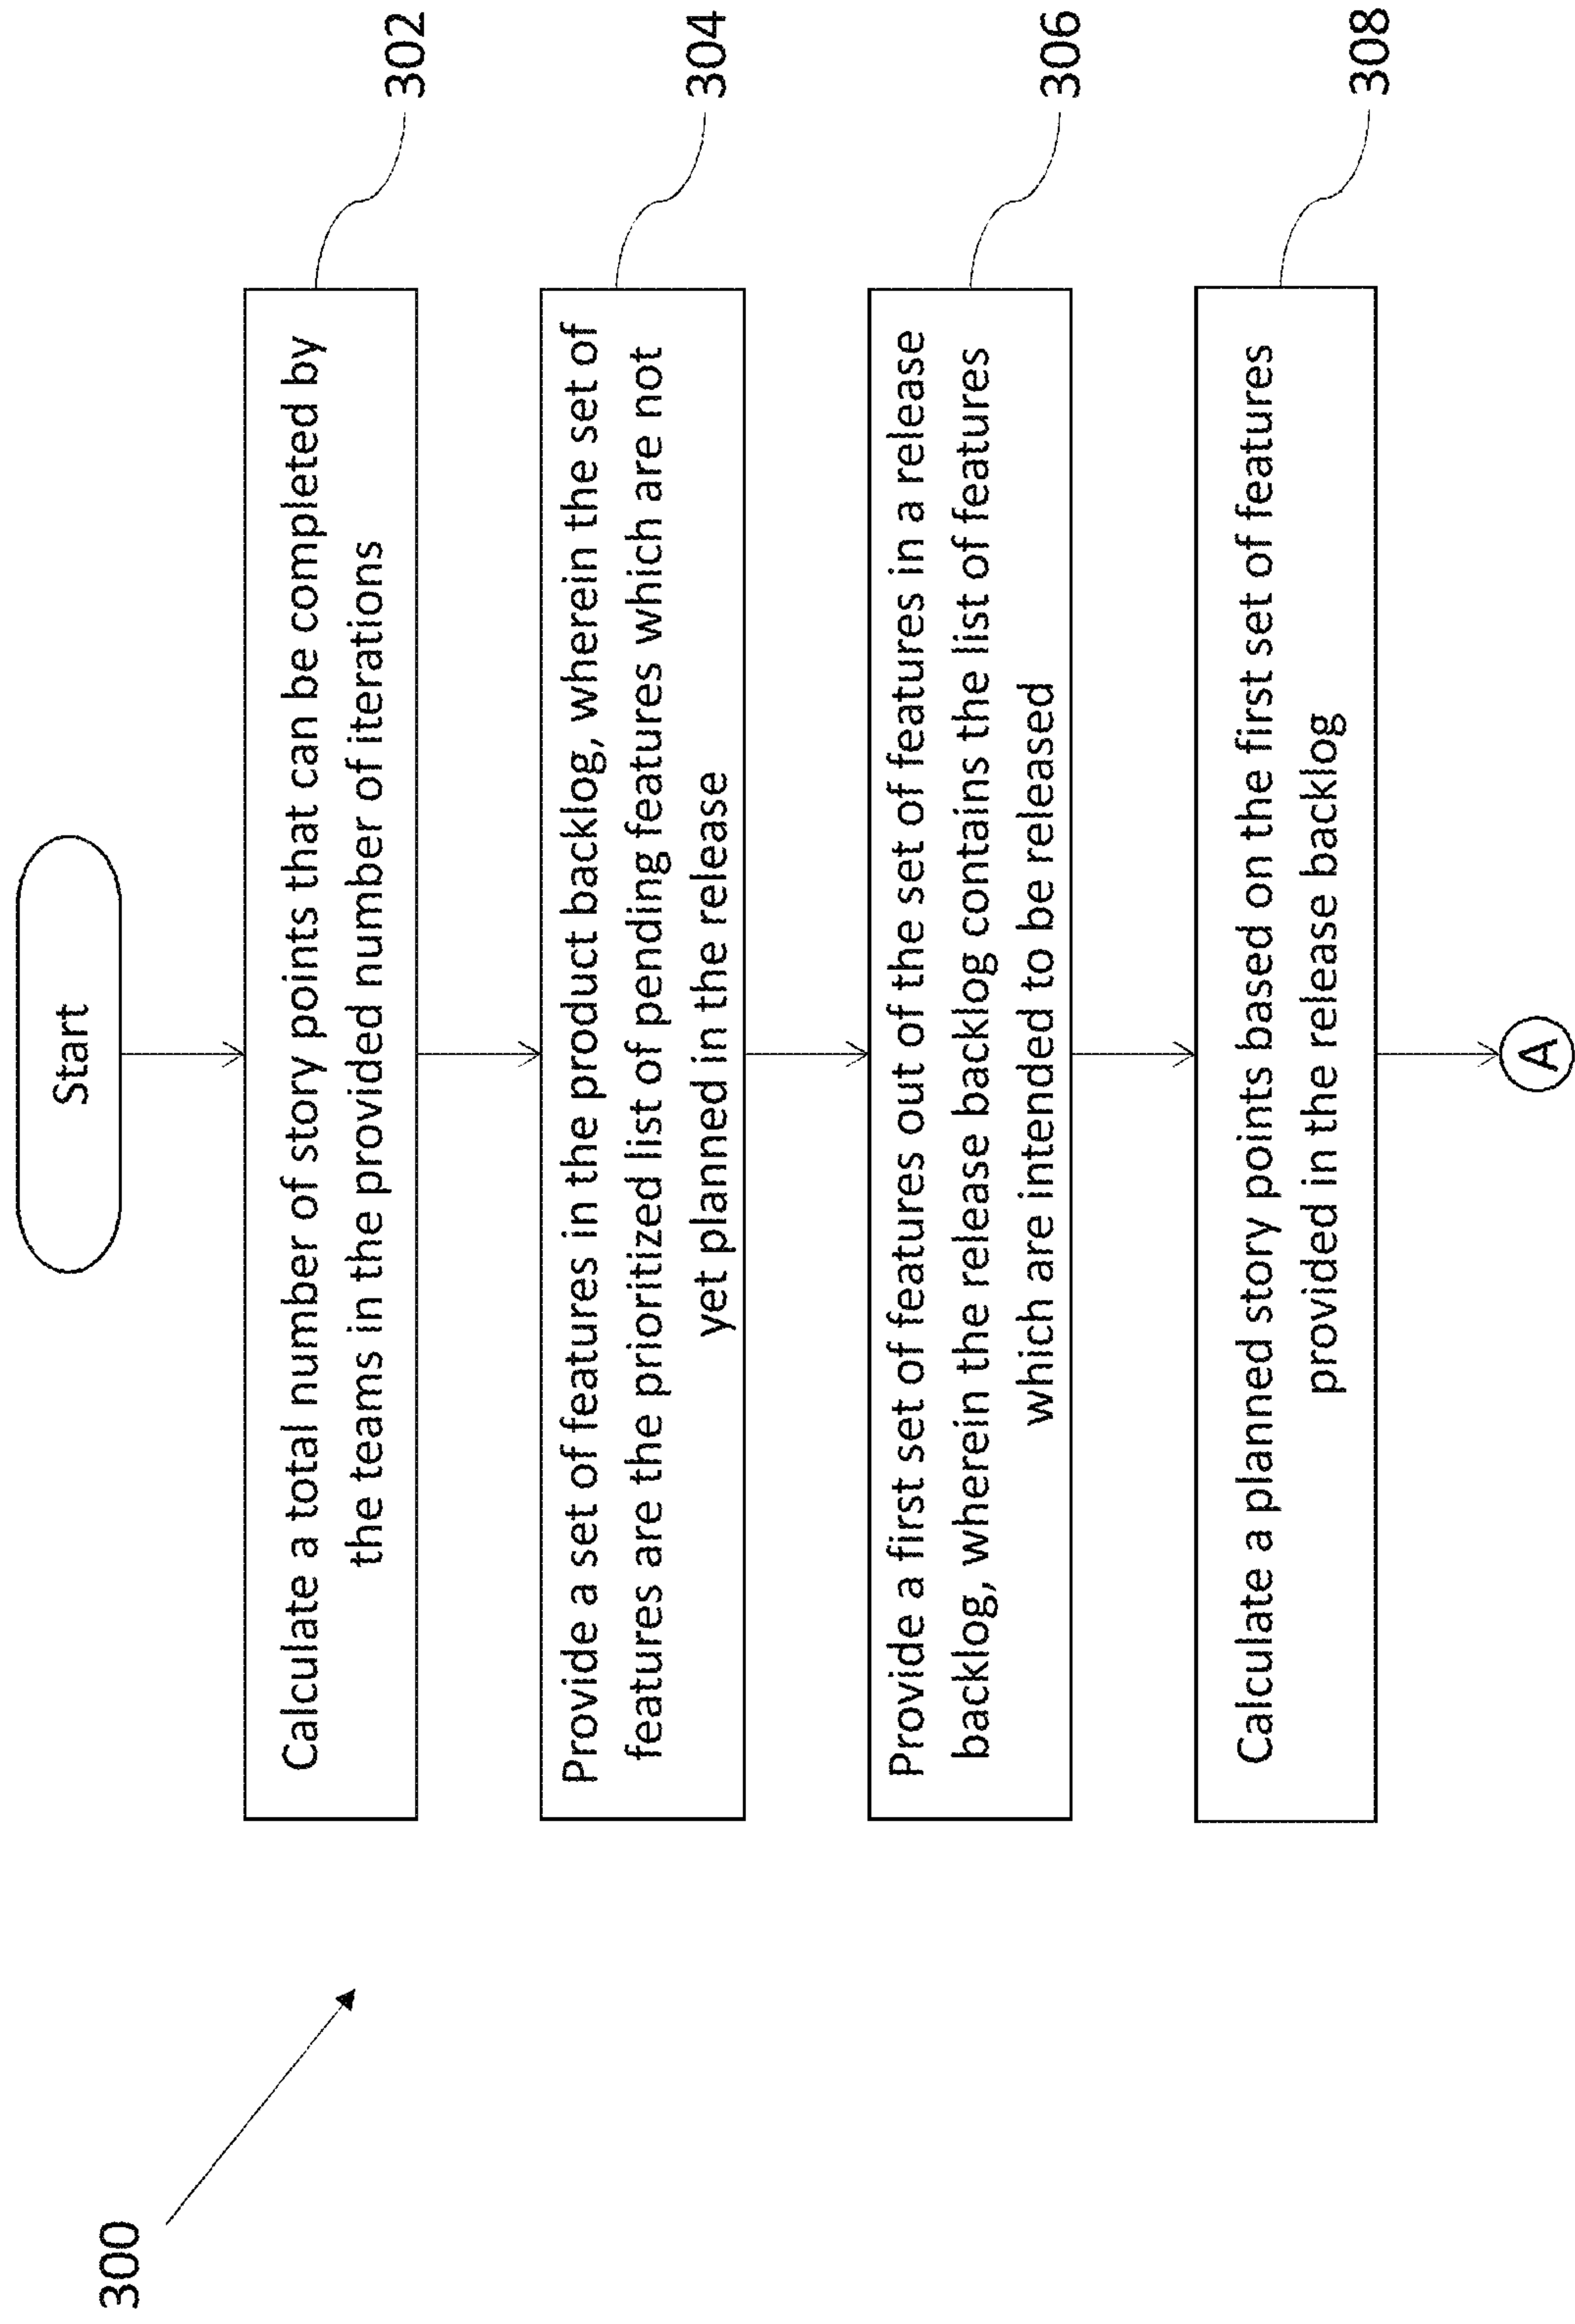 Start
Calculate a total number of story points that can be completed by
the teams in the provided number of iterations
302
Provide a set of features in the product backlog, wherein the set of
features are the prioritized list of pending features which are not
yet planned in the release
304
Provide a first set of features out of the set of features in a release
backlog, wherein the release backlog contains the list of features
which are intended to be released
306
Calculate a planned story points based on the first set of features
provided in the release backlog
308
A
300